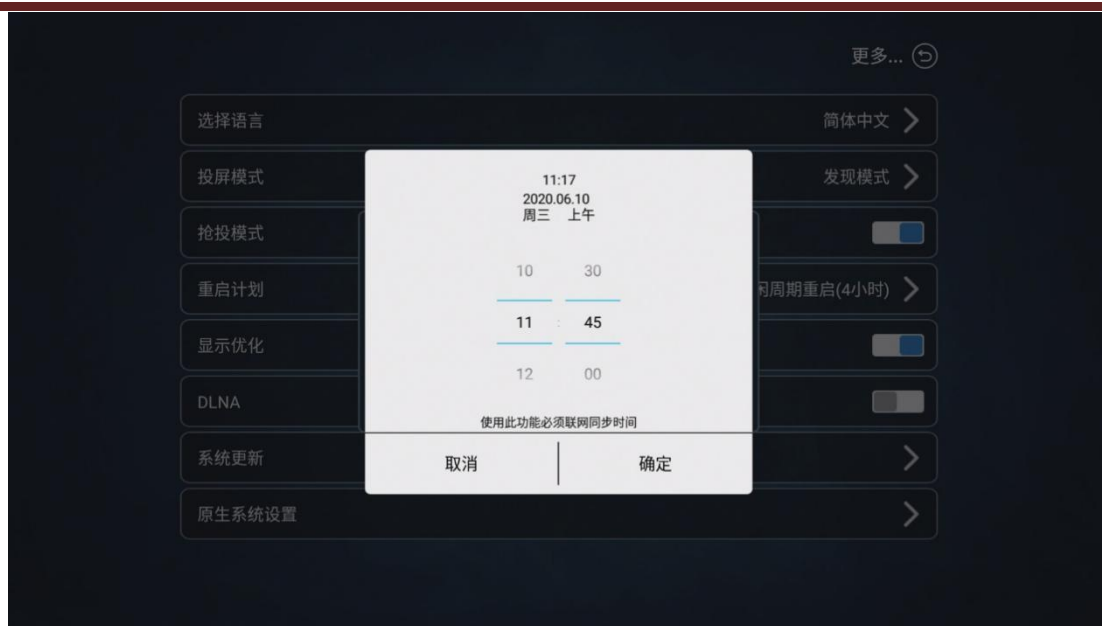 更多...
选择语言 简体中文
投屏模式 发现模式
抢投模式
重启计划 周期重启(4小时)
显示优化
DLNA
系统更新
原生系统设置
11:17
2020.06.10
周三 上午
10 30
11 : 45
12 00
使用此功能必须联网同步时间
取消 确定